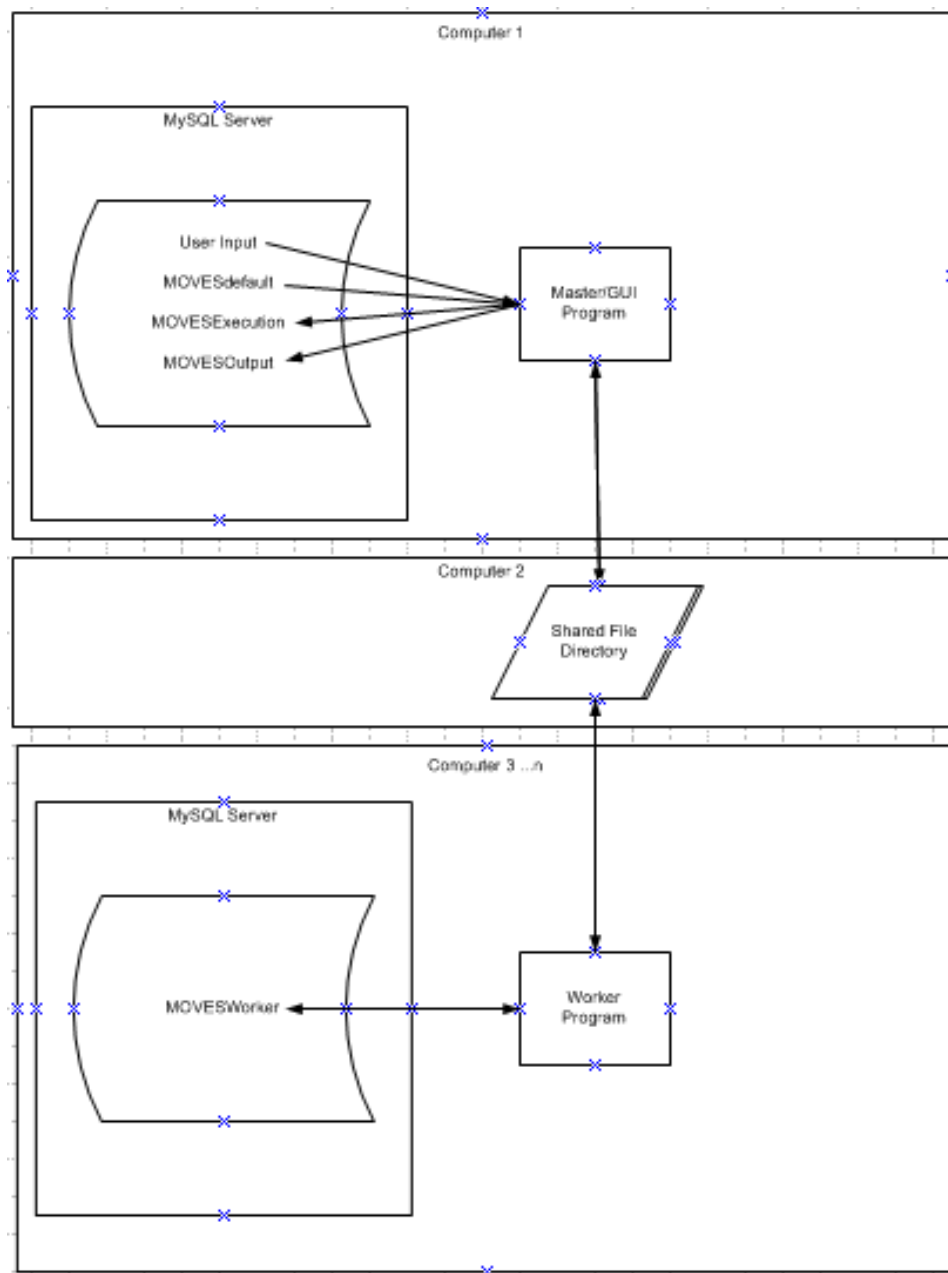 Computer 1
MySQL Server
User Input
MOVESdefault
MOVESExecution
MOVESOutput
Master/GUI
Program
Computer 2
Shared File
Directory
Computer 3 ...n
MySQL Server
MOVESWorker
Worker
Program